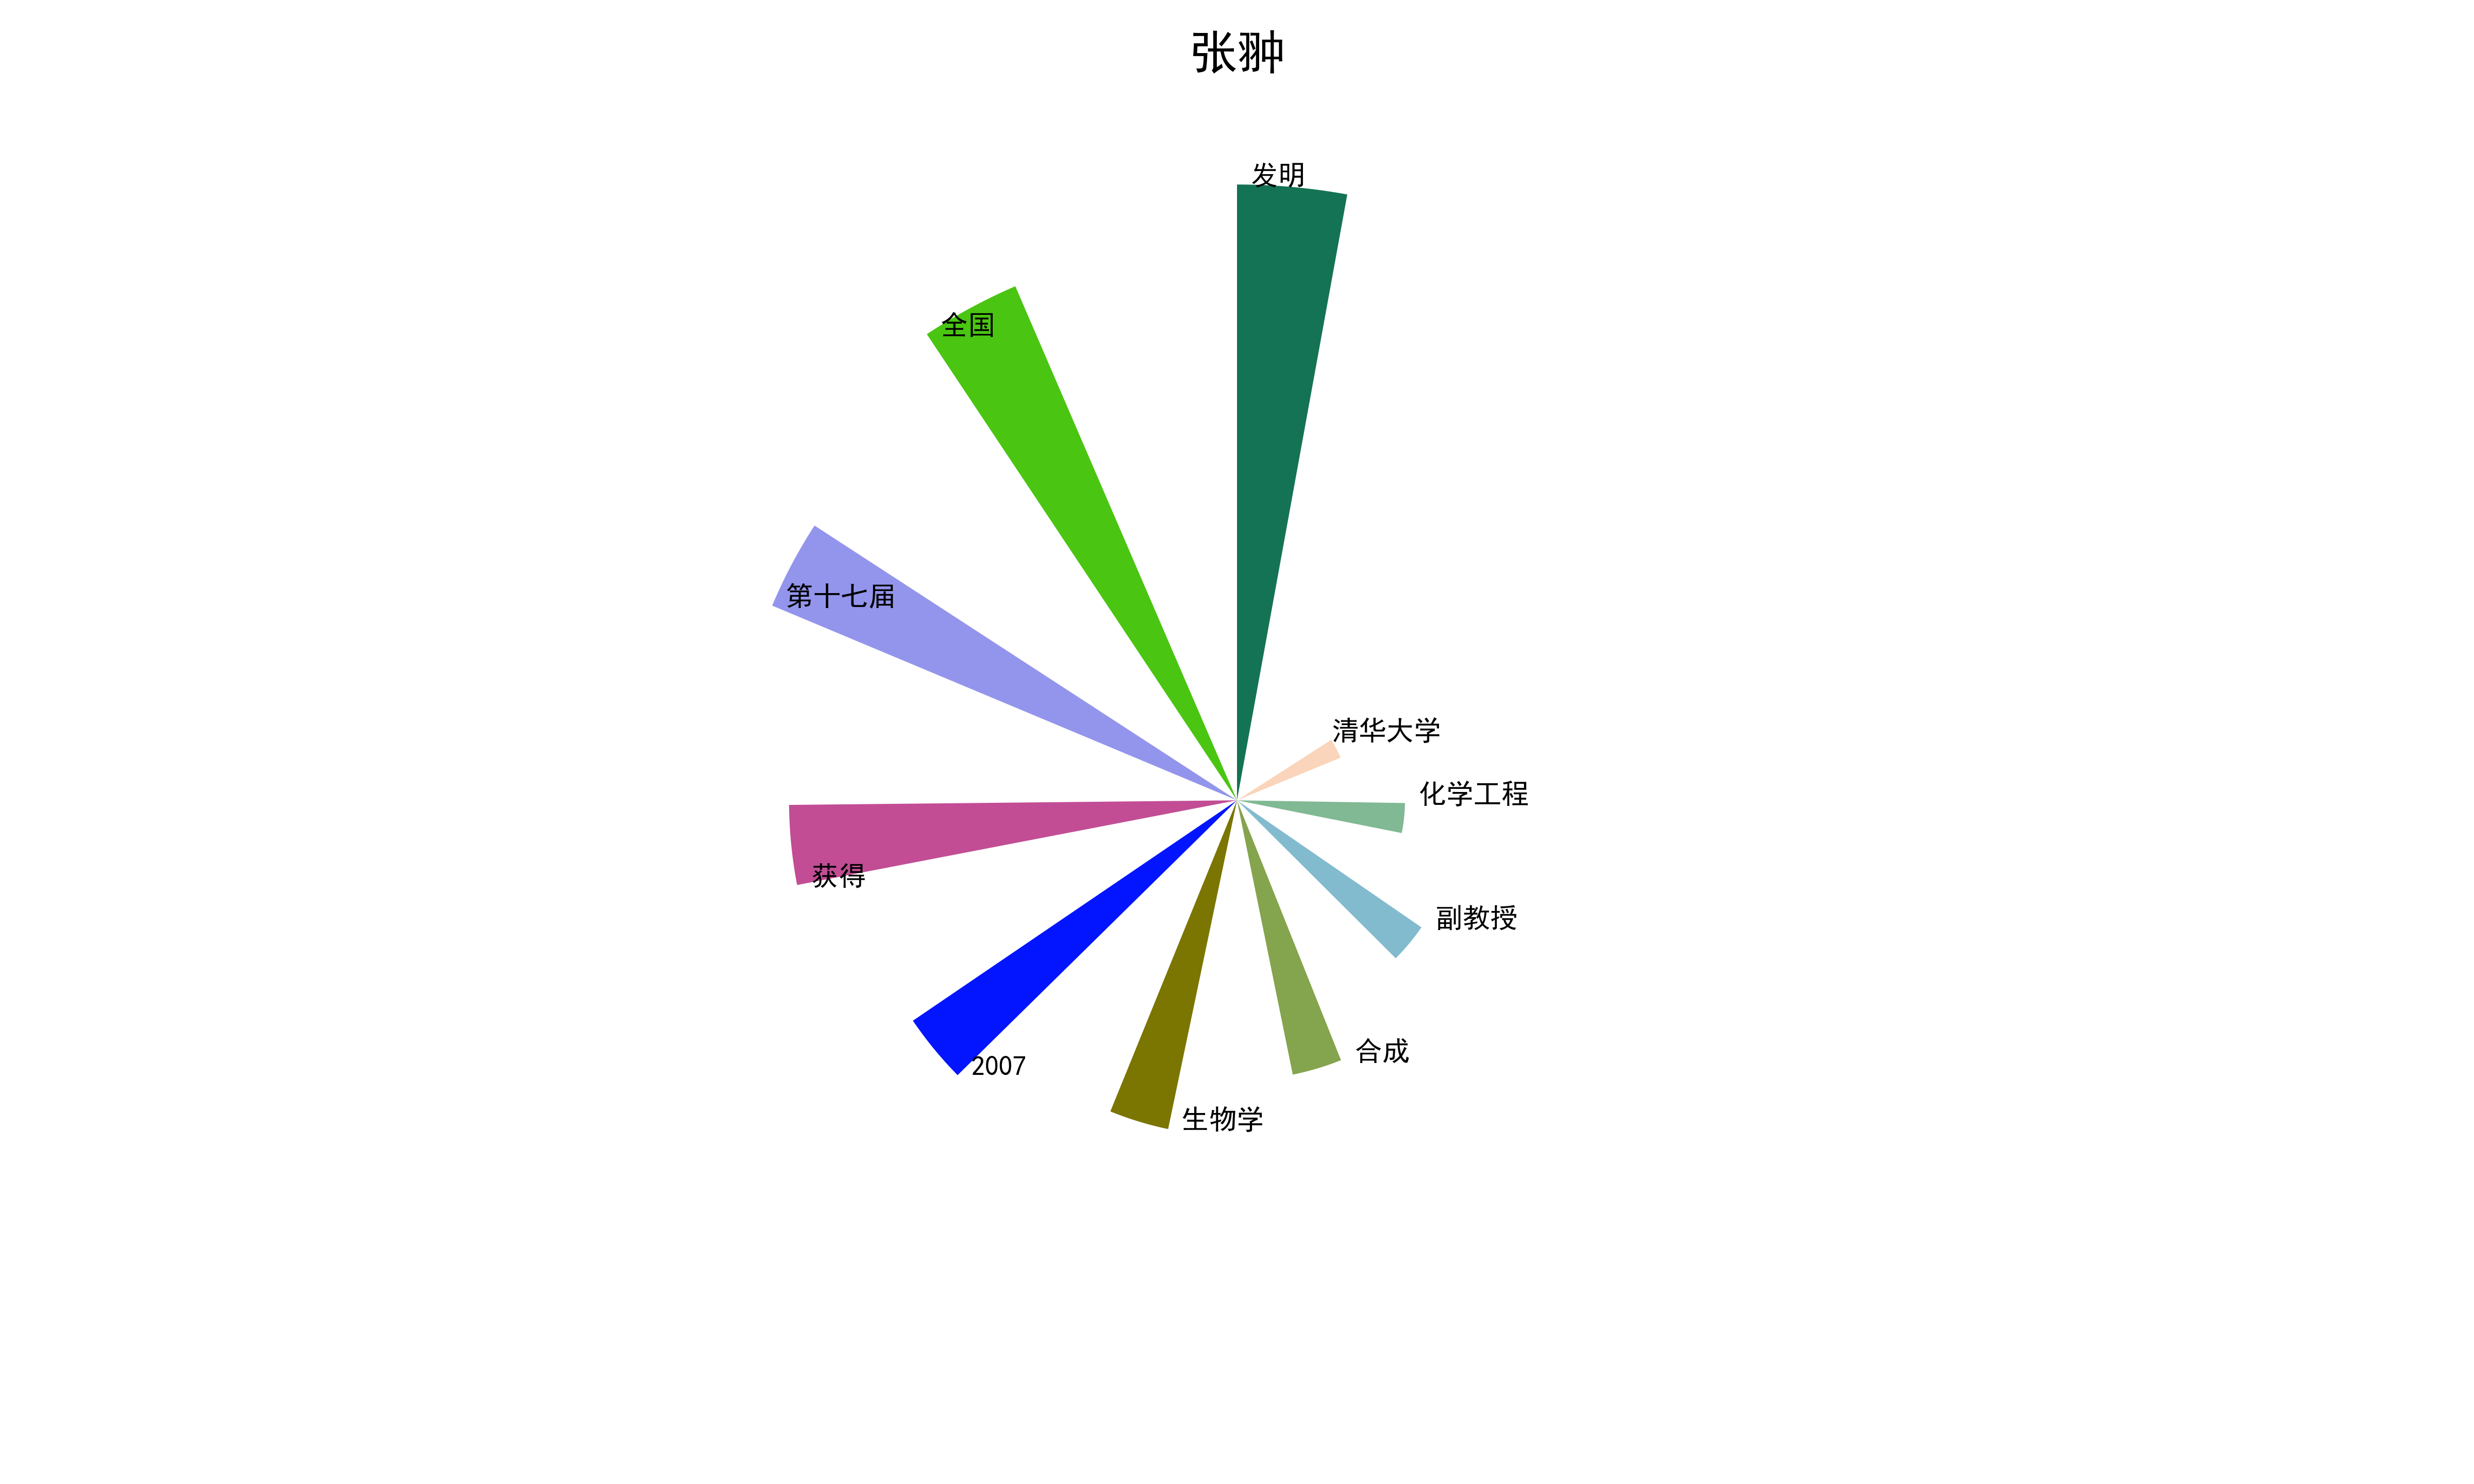 张翀
发明
全国
第十七届
清华大学
化学工程
获得
副教授
合成
2007
生物学